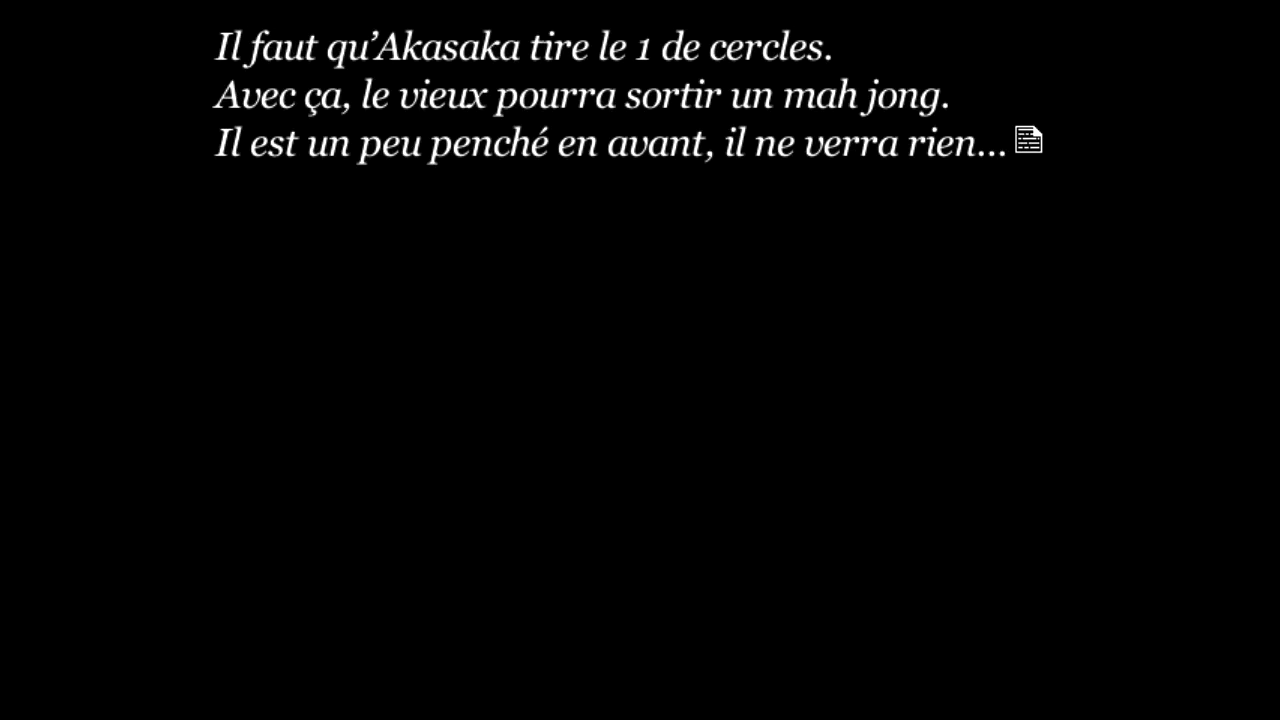 Il faut qu’Akasaka tire le 1 de cercles.
Avec ça, le vieux pourra sortir un mah jong.
Il est un peu penché en avant, il ne verra rien...